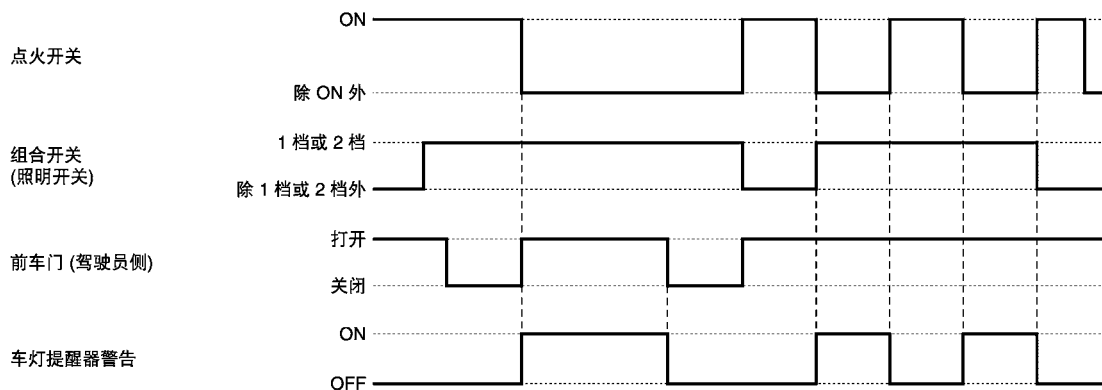 ON
点火开关
除 ON 外
1 档或 2 档
组合开关
(照明开关)
除 1 档或 2 档外
打开
前车门 (驾驶员侧)
关闭
ON
车灯提醒器警告
OFF